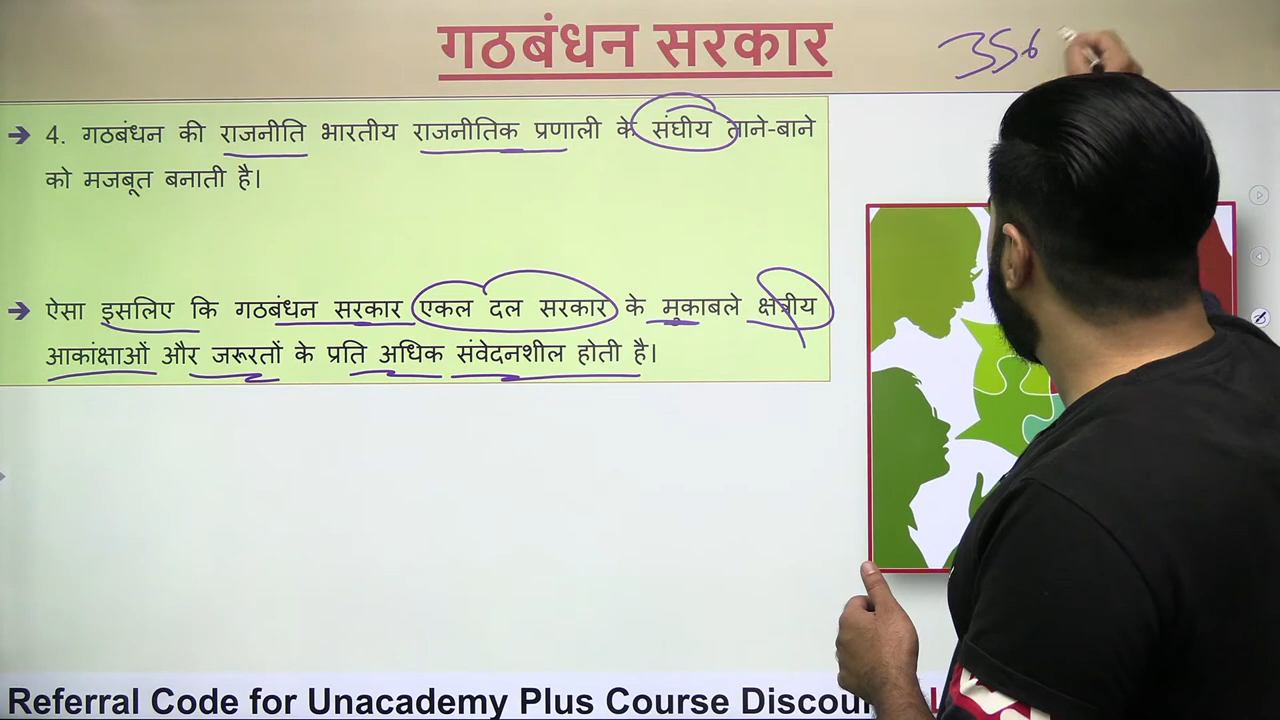 गठबंधन सरकार
356
4. गठबंधन की राजनीति भारतीय राजनीतिक प्रणाली के संघीय ताने-बाने
को मजबूत बनाती है।
ऐसा इसलिए कि गठबंधन सरकार एकल दल सरकार के मुकाबले क्षेत्रीय
आकांक्षाओं और जरूरतों के प्रति अधिक संवेदनशील होती है।
Referral Code for Unacademy Plus Course